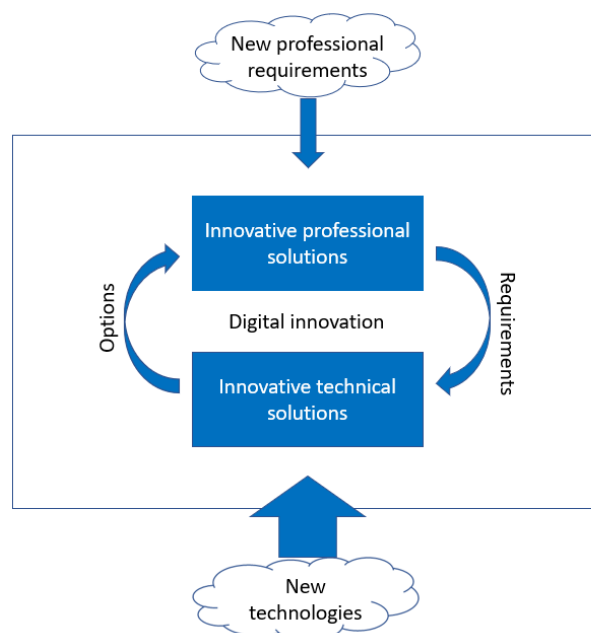 New professional
requirements
Innovative professional
solutions
Options
Digital innovation
Requirements
Innovative technical
solutions
New
technologies